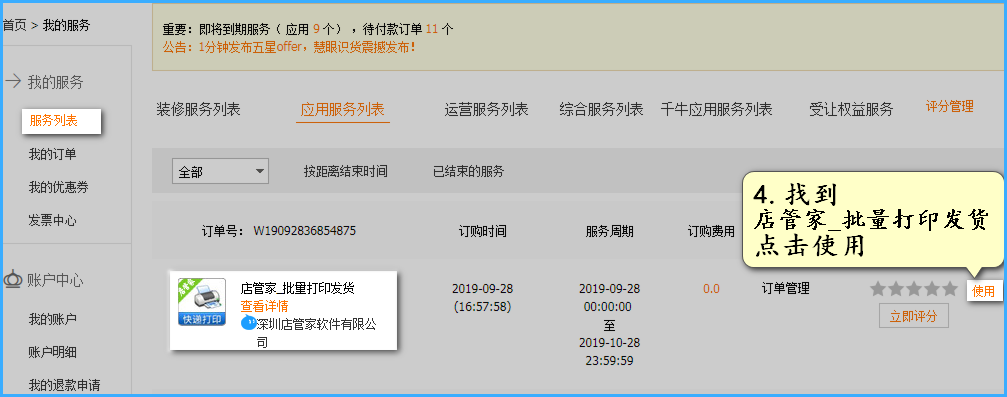 首页 > 我的服务
重要：即将到期服务（ 应用 9 个），待付款订单 11 个
公告：1分钟发布五星offer，慧眼识货震撼发布！
我的服务
服务列表
我的订单
我的优惠券
发票中心
账户中心
我的账户
账户明细
我的退款申请
装修服务列表 应用服务列表 运营服务列表 综合服务列表 千牛应用服务列表 受让权益服务 评分管理
全部 按距离结束时间 已结束的服务
订单号： W19092836854875 订购时间 服务周期 订购费用
4. 找到
店管家_批量打印发货
点击使用
快递打印
店管家_批量打印发货
查看详情
深圳店管家软件有限公
司
2019-09-28
(16:57:58)
2019-09-28
00:00:00
至
2019-10-28
23:59:59
0.0
订单管理
立即评分
使用